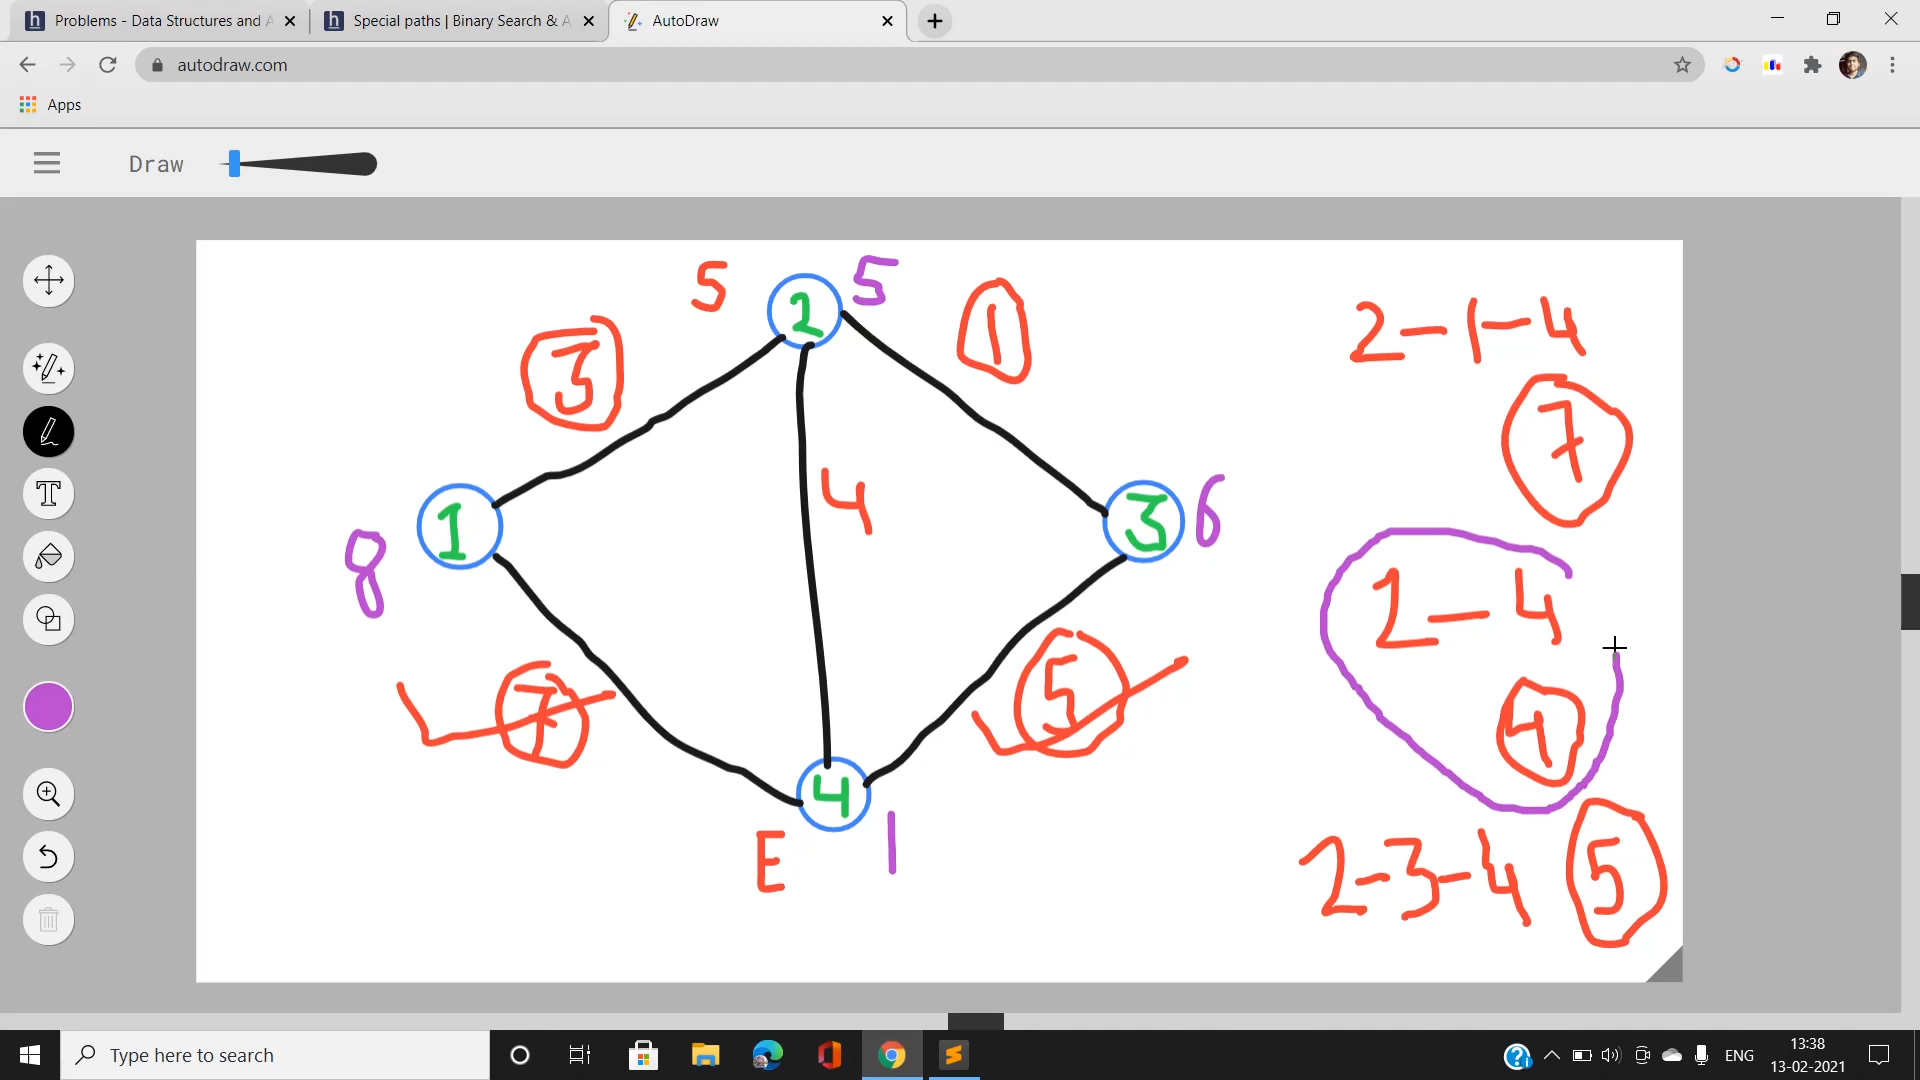 Problems - Data Structures and A
Special paths | Binary Search & A
AutoDraw
autodraw.com
Apps
Draw
5
2
5
1
3
4
1
8
3
6
7
5
4
E
1
2-1-4
7
2-4
4
2-3-4
5
Type here to search
ENG
13:38
13-02-2021